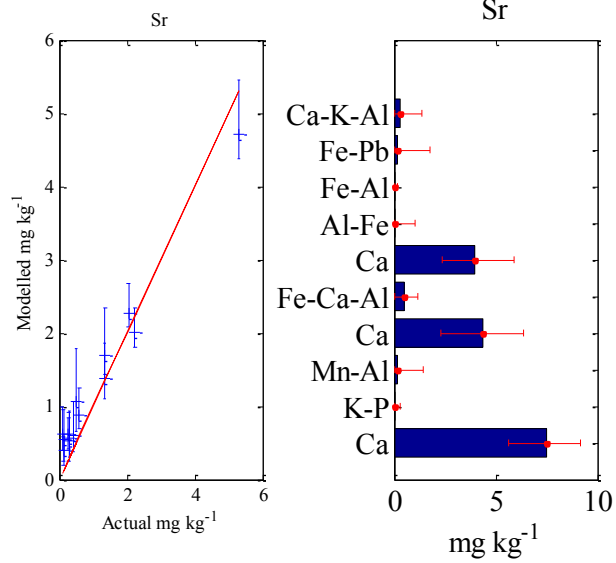 Sr
6
5
4
3
2
1
0
0
2
4
6
Modelled mg kg-1
Actual mg kg-1
Sr
Ca-K-Al
Fe-Pb
Fe-Al
Al-Fe
Ca
Fe-Ca-Al
Ca
Mn-Al
K-P
Ca
0
5
10
mg kg-1